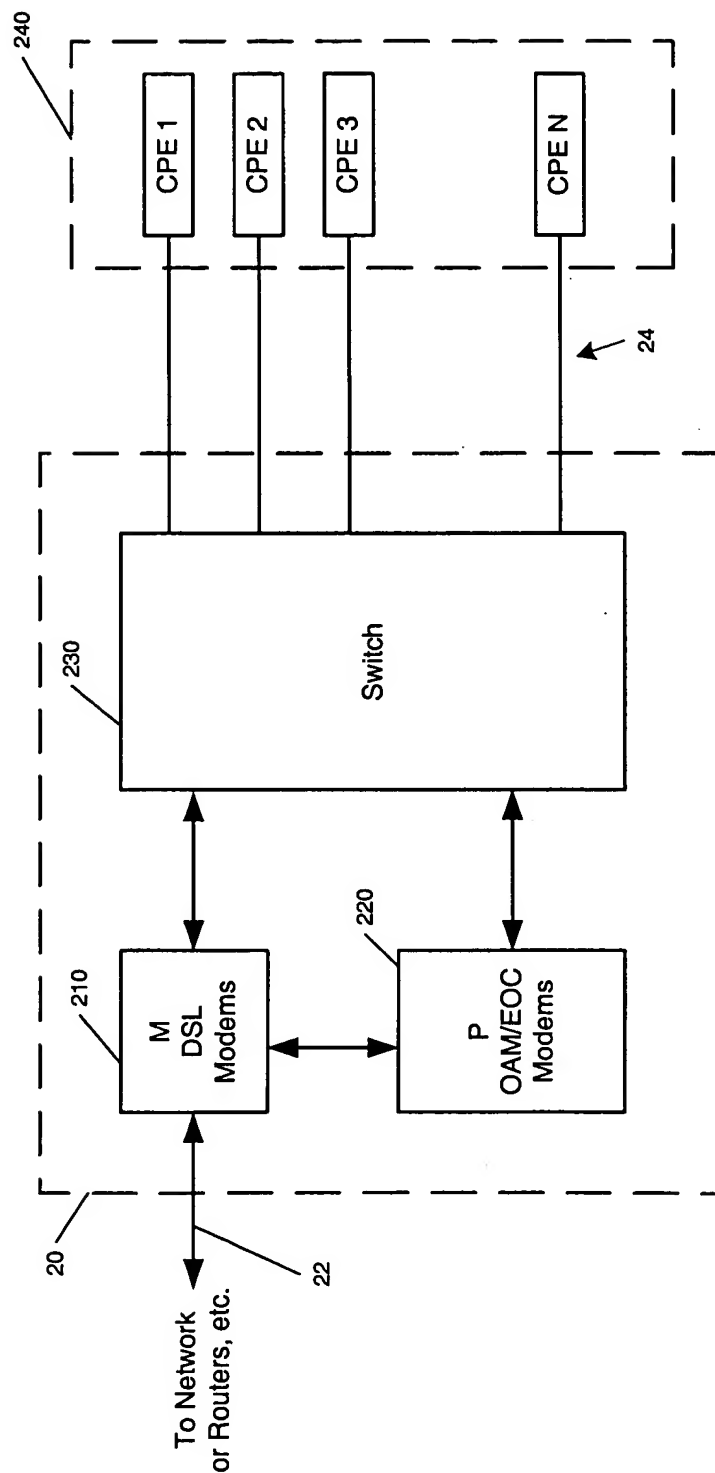 240
CPE 1
CPE 2
CPE 3
CPE N
24
230
Switch
210
M
DSL
Modems
220
P
OAM/EOC
Modems
20
22
To Network
or Routers, etc.